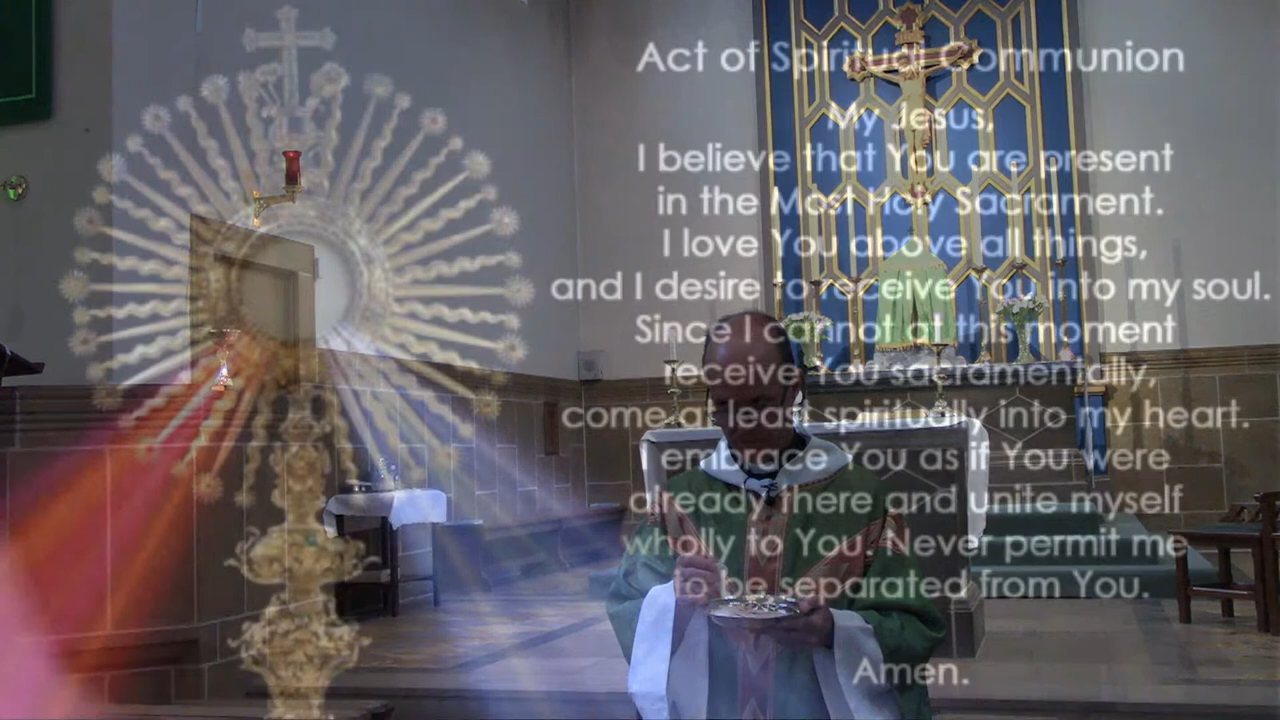 Act of Spiritual Communion
My Jesus,
I believe that You are present
in the Most Holy Sacrament.
I love You above all things,
and I desire to receive You into my soul.
Since I cannot at this moment
receive You sacramentally,
come at least spiritually into my heart.
I embrace You as if You were
already there and unite myself
wholly to You. Never permit me
to be separated from You.
Amen.